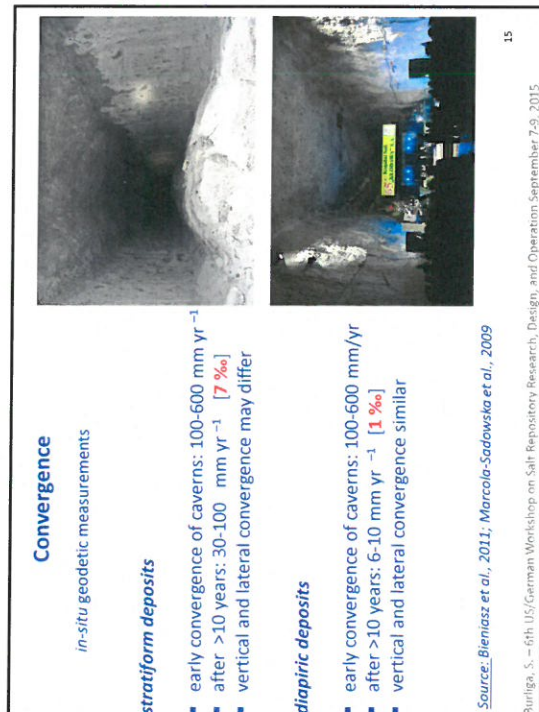 Convergence
in-situ geodetic measurements
stratiform deposits
▪ early convergence of caverns: 100-600 mm yr⁻¹
▪ after >10 years: 30-100 mm yr⁻¹ [7 ‰]
▪ vertical and lateral convergence may differ
diapiric deposits
▪ early convergence of caverns: 100-600 mm/yr
▪ after >10 years: 6-10 mm yr⁻¹ [1 ‰]
▪ vertical and lateral convergence similar
Source: Bieniasz et al., 2011; Marcola-Sadowska et al., 2009
Burliga, S. – 6th US/German Workshop on Salt Repository Research, Design, and Operation September 7-9, 2015
15